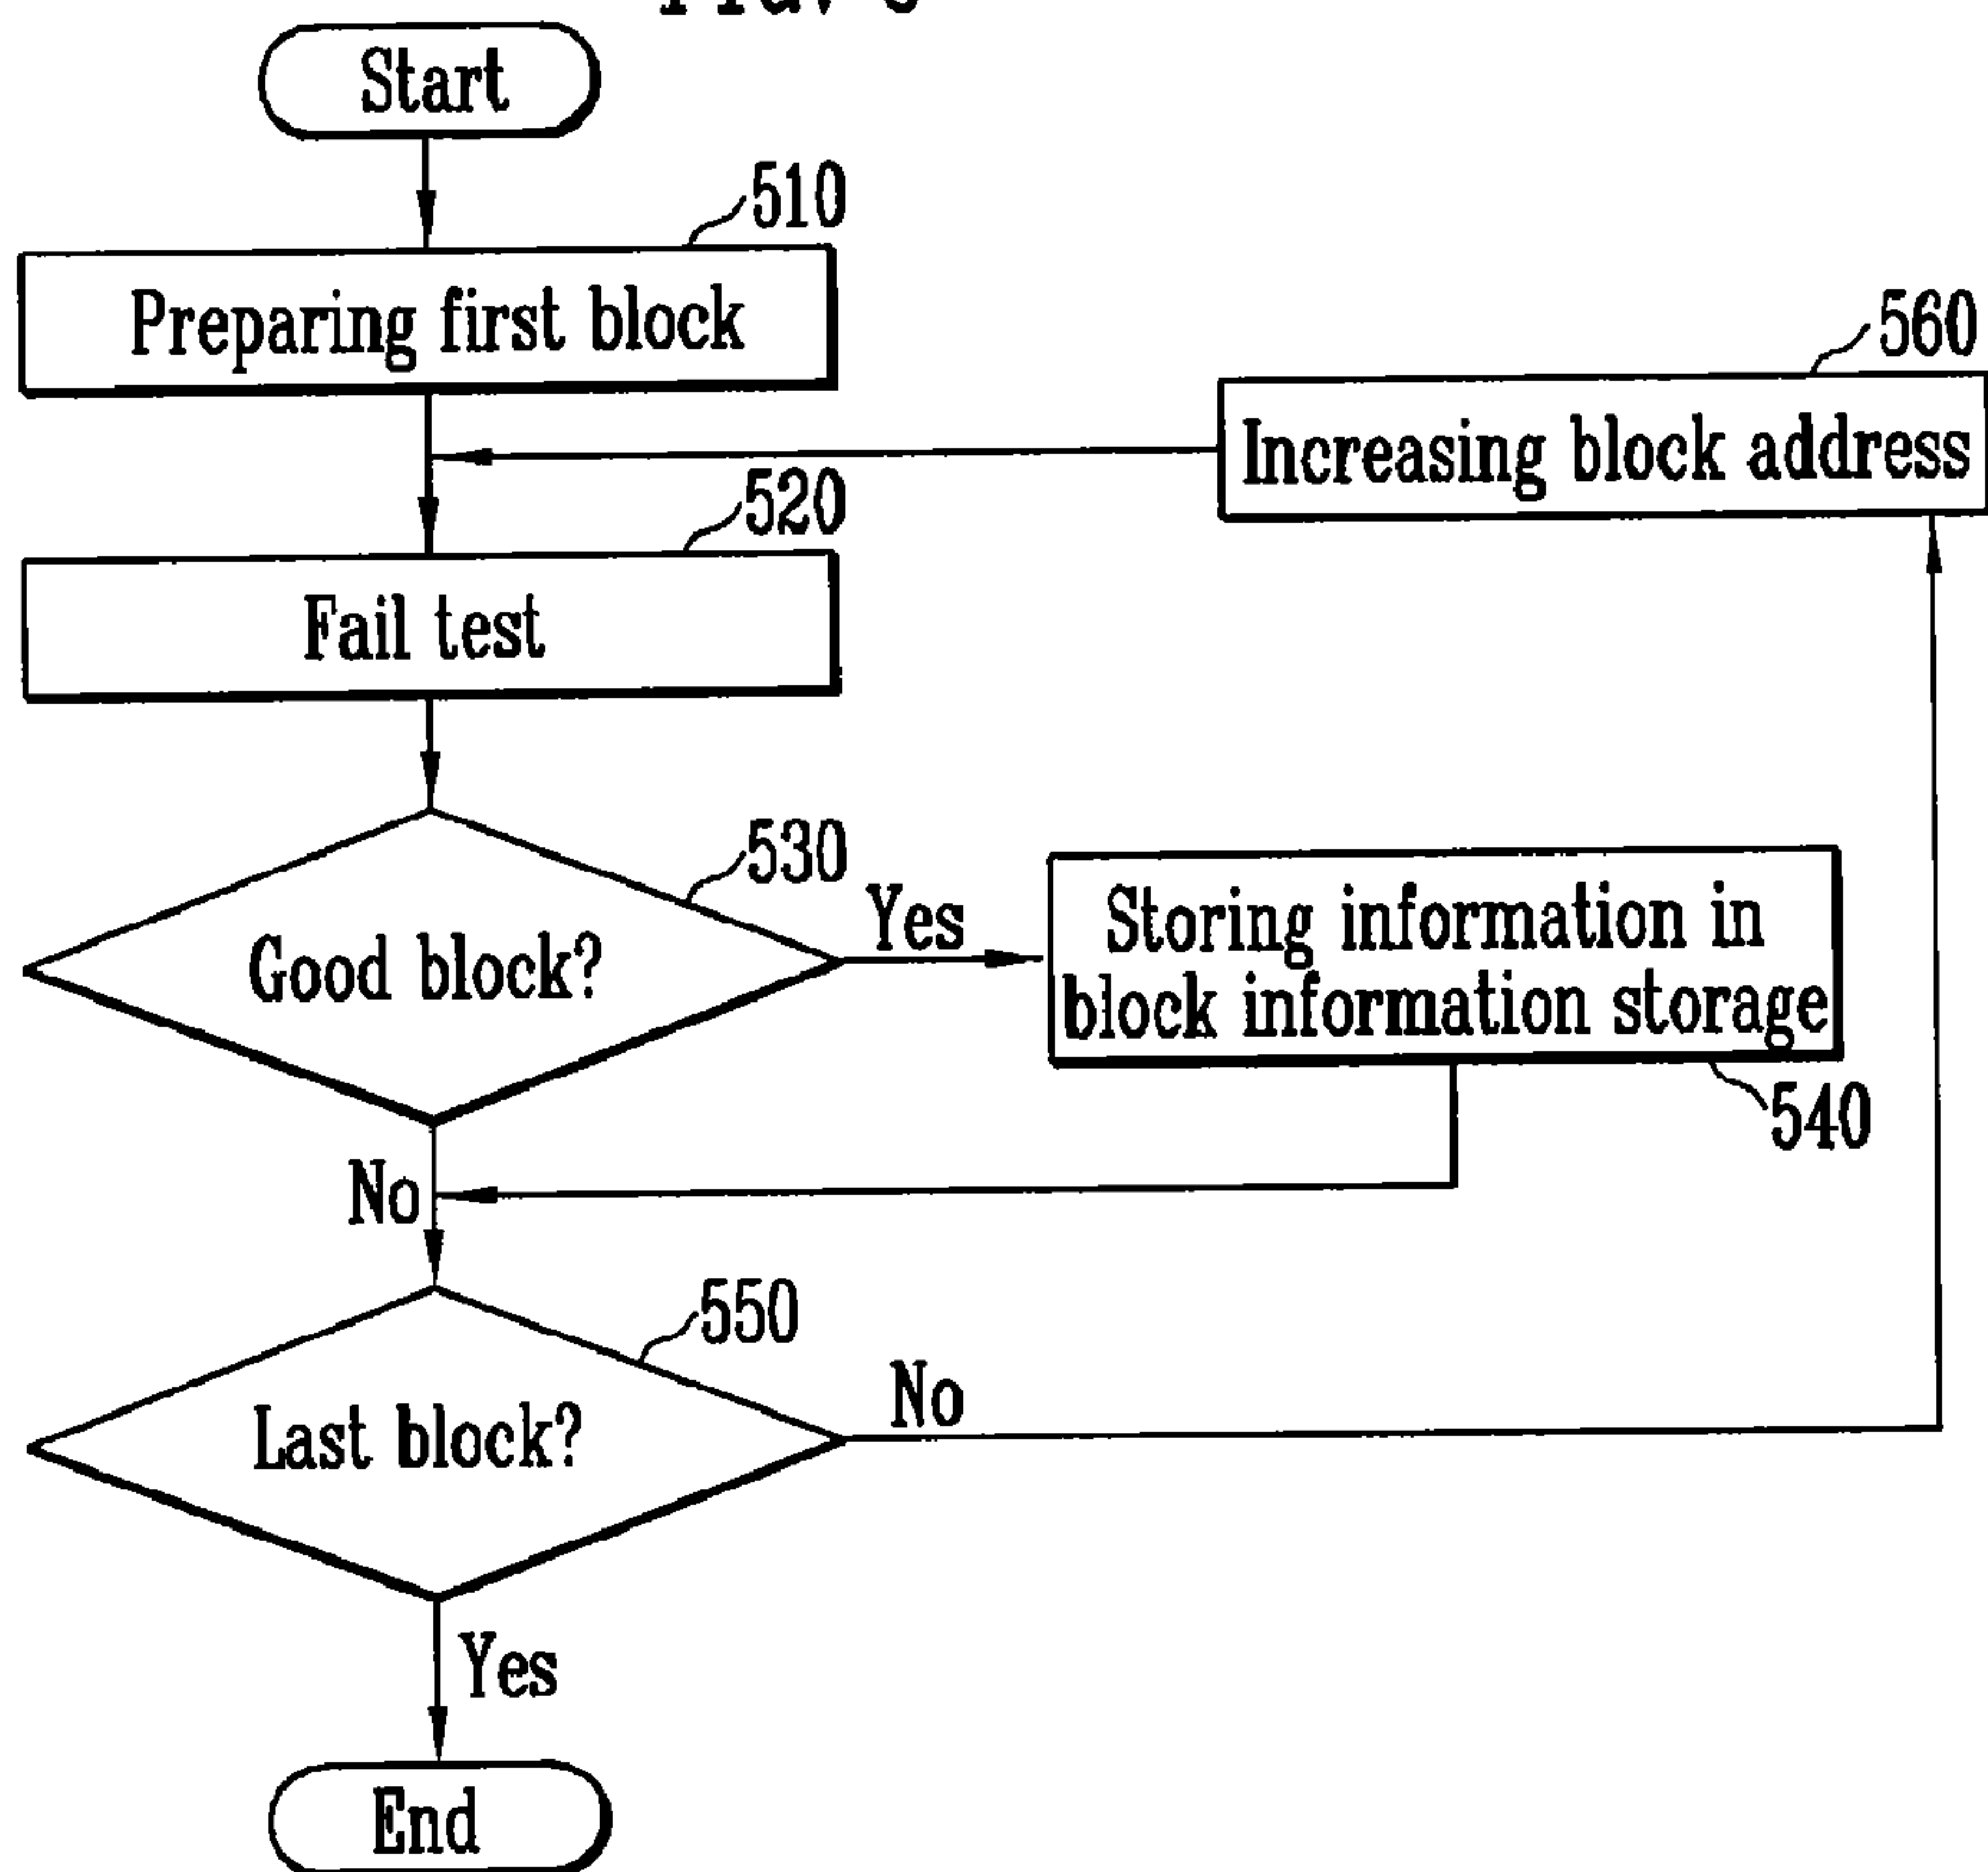 Start
510
Preparing first block
560
Increasing block address
520
Fail test
530
Good block?
Yes
Storing information in
block information storage
540
No
550
Last block?
No
Yes
End